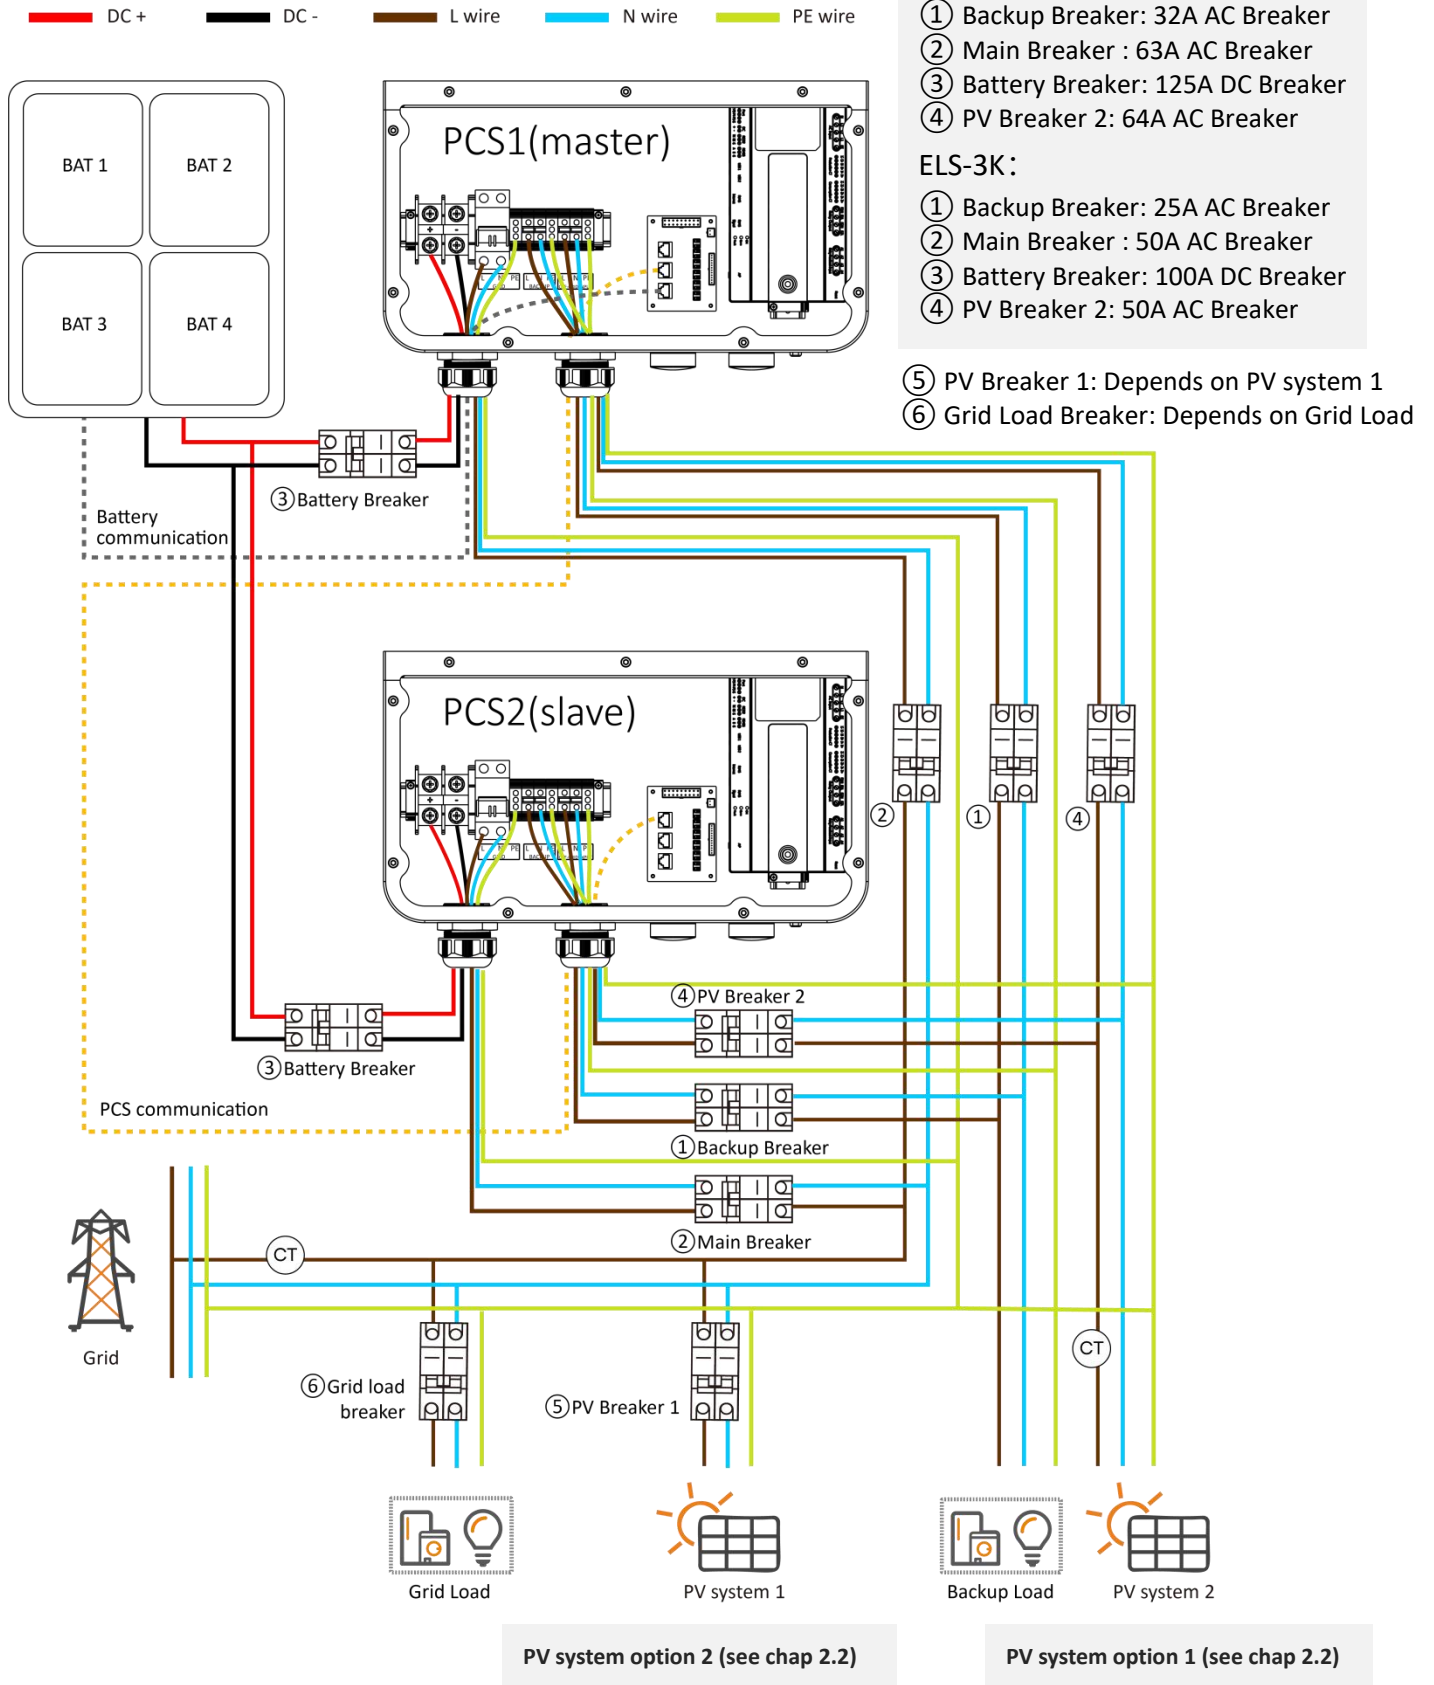 DC +
DC -
L wire
N wire
PE wire
① Backup Breaker: 32A AC Breaker
② Main Breaker : 63A AC Breaker
③ Battery Breaker: 125A DC Breaker
④ PV Breaker 2: 64A AC Breaker
ELS-3K：
① Backup Breaker: 25A AC Breaker
② Main Breaker : 50A AC Breaker
③ Battery Breaker: 100A DC Breaker
④ PV Breaker 2: 50A AC Breaker
⑤ PV Breaker 1: Depends on PV system 1
⑥ Grid Load Breaker: Depends on Grid Load
BAT 1
BAT 2
BAT 3
BAT 4
PCS1(master)
+ -
③Battery Breaker
Battery
communication
PCS2(slave)
+ -
②
①
④
③Battery Breaker
④PV Breaker 2
PCS communication
①Backup Breaker
②Main Breaker
CT
Grid
CT
⑥Grid load
breaker
⑤PV Breaker 1
Grid Load
PV system 1
Backup Load
PV system 2
PV system option 2 (see chap 2.2)
PV system option 1 (see chap 2.2)